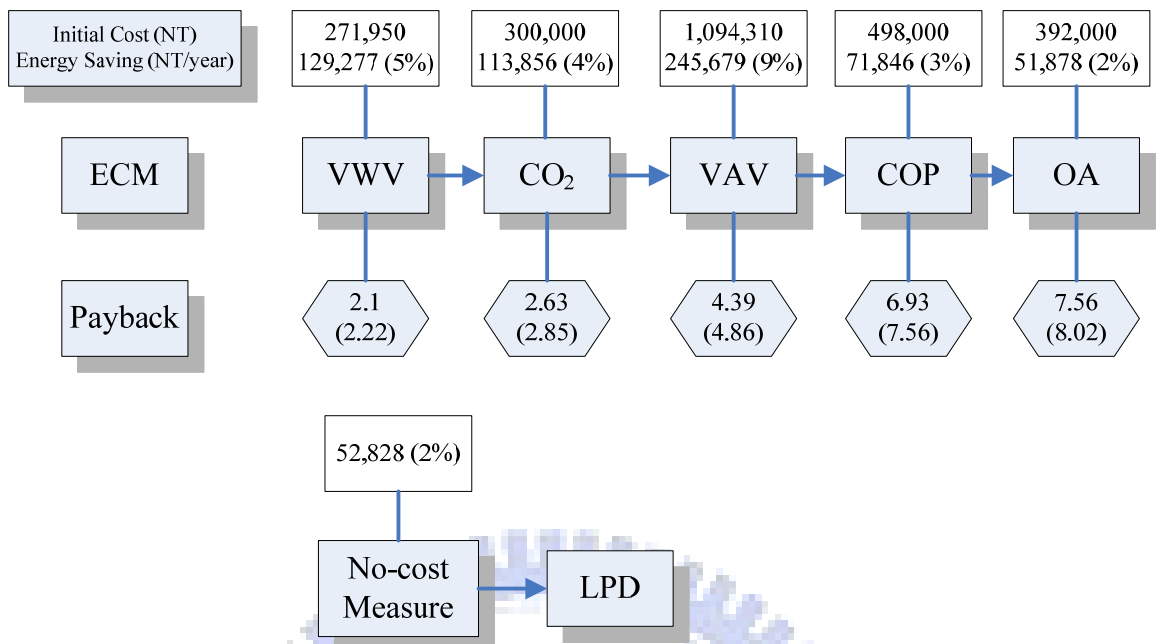 Initial Cost (NT)
Energy Saving (NT/year)
271,950
129,277 (5%)
300,000
113,856 (4%)
1,094,310
245,679 (9%)
498,000
71,846 (3%)
392,000
51,878 (2%)
ECM
VWV
CO₂
VAV
COP
OA
Payback
2.1
(2.22)
2.63
(2.85)
4.39
(4.86)
6.93
(7.56)
7.56
(8.02)
52,828 (2%)
No-cost
Measure
LPD